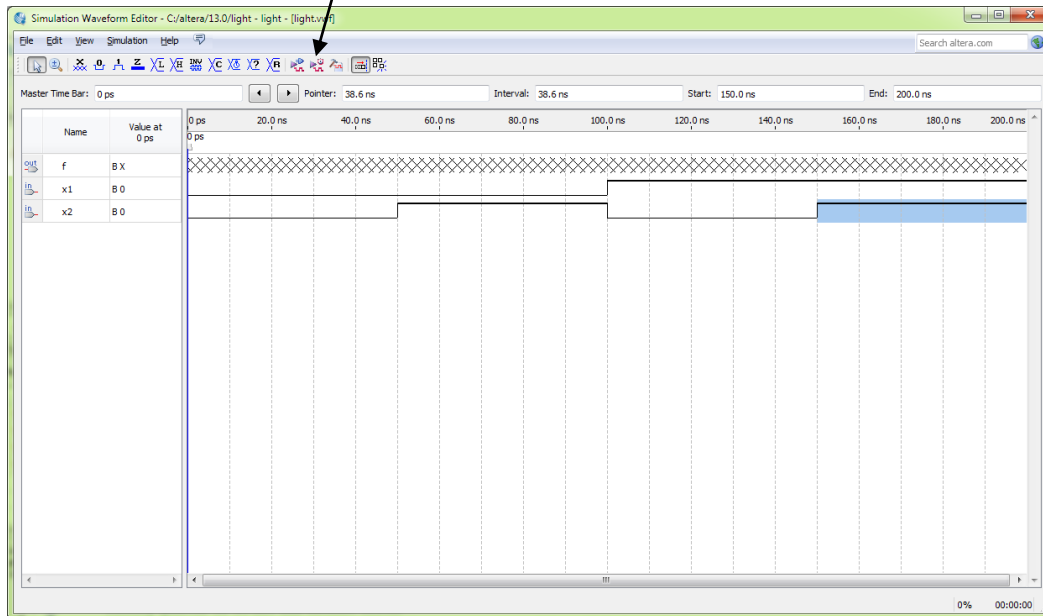 Simulation Waveform Editor - C:/altera/13.0/light - light - [light.vwf]
File Edit View Simulation Help
Search altera.com
Master Time Bar: 0 ps Pointer: 38.6 ns Interval: 38.6 ns Start: 150.0 ns End: 200.0 ns
Name Value at 0 ps
0 ps 20.0 ns 40.0 ns 60.0 ns 80.0 ns 100.0 ns 120.0 ns 140.0 ns 160.0 ns 180.0 ns 200.0 ns
0 ps
out f B X
in x1 B 0
in x2 B 0
0% 00:00:00